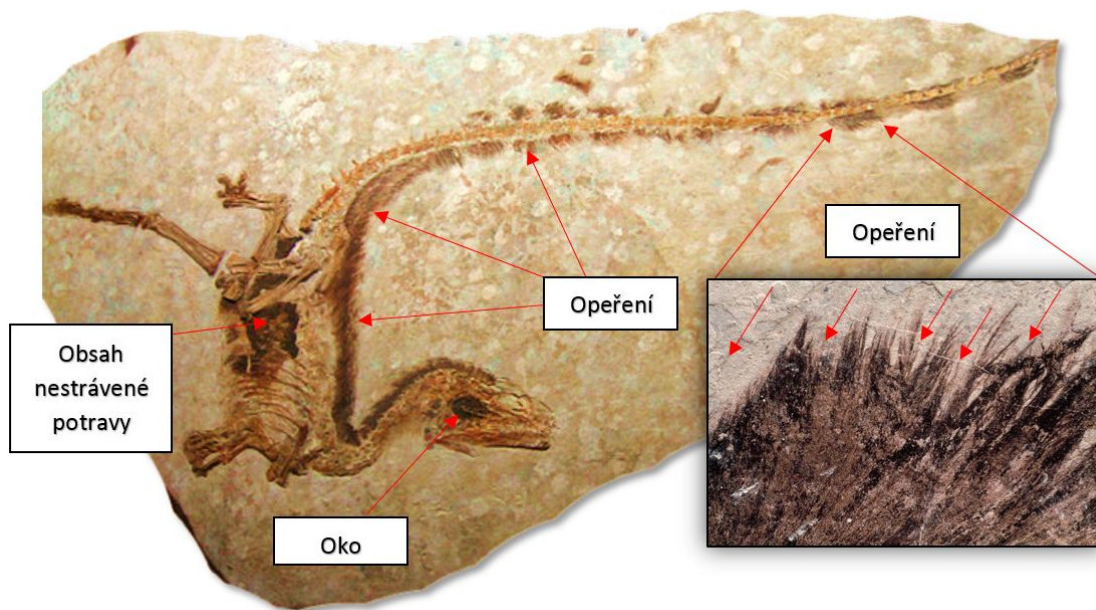 Opeření
Opeření
Obsah
nestrávené
potravy
Oko